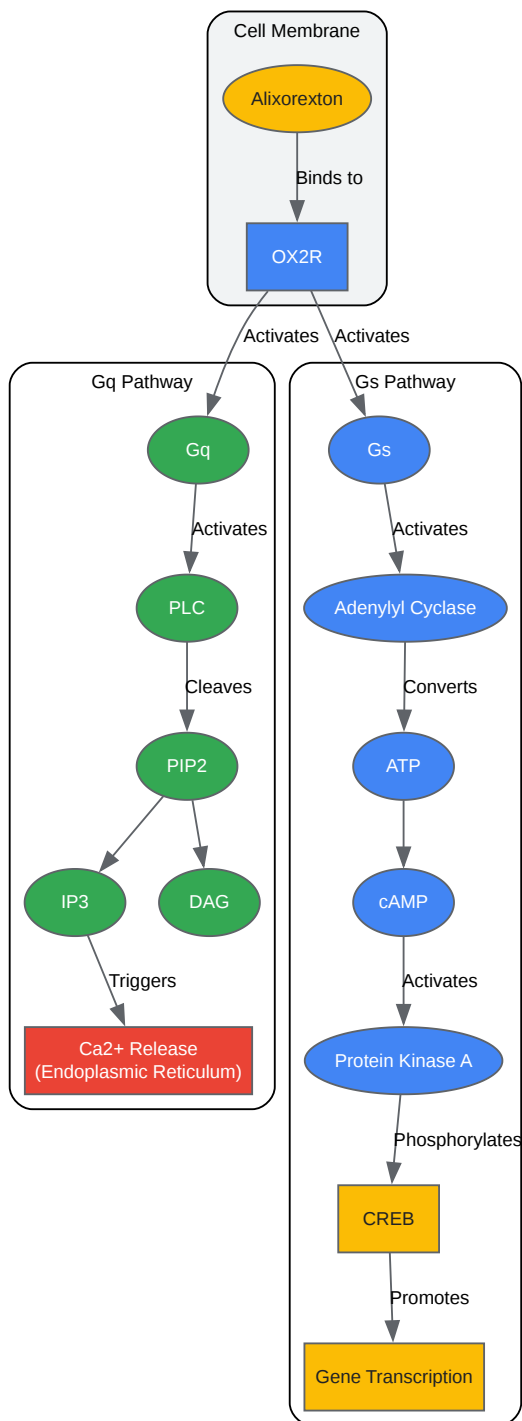 Cell Membrane
Alixorexton
Binds to
OX2R
Activates
Activates
Gq Pathway
Gq
Activates
PLC
Cleaves
PIP2
IP3
DAG
Triggers
Ca2+ Release
(Endoplasmic Reticulum)
Gs Pathway
Gs
Activates
Adenylyl Cyclase
Converts
ATP
cAMP
Activates
Protein Kinase A
Phosphorylates
CREB
Promotes
Gene Transcription